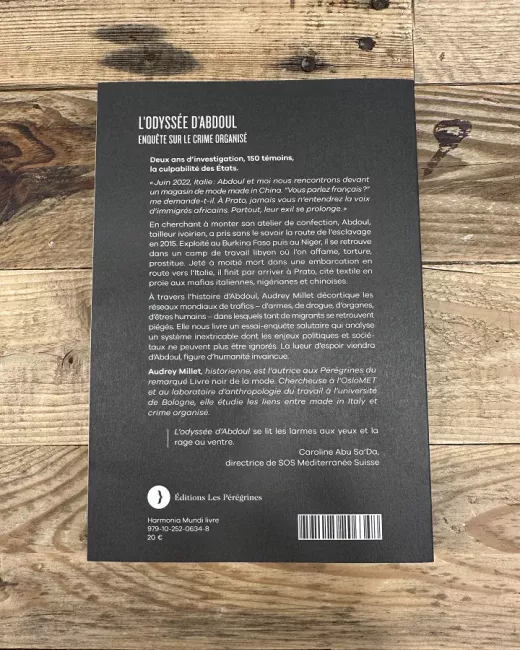 L'ODYSSÉE D'ABDOUL
ENQUÊTE SUR LE CRIME ORGANISÉ
Deux ans d'investigation, 150 témoins,
la culpabilité des États.
« Juin 2022, Italie : Abdoul et moi nous rencontrons devant
un magasin de mode made in China. "Vous parlez français ?"
me demande-t-il. À Prato, jamais vous n'entendrez la voix
d'immigrés africains. Partout, leur exil se prolonge. »
En cherchant à monter son atelier de confection, Abdoul,
tailleur ivoirien, a pris sans le savoir la route de l'esclavage
en 2015. Exploité au Burkina Faso puis au Niger, il se retrouve
dans un camp de travail libyen où l'on affame, torture,
prostitue. Jeté à moitié mort dans une embarcation en
route vers l'Italie, il finit par arriver à Prato, cité textile en
proie aux mafias italiennes, nigérianes et chinoises.
À travers l'histoire d'Abdoul, Audrey Millet décortique les
réseaux mondiaux de trafics – d'armes, de drogue, d'organes,
d'êtres humains – dans lesquels tant de migrants se retrouvent
piégés. Elle nous livre un essai-enquête salutaire qui analyse
un système inextricable dont les enjeux politiques et socié-
taux ne peuvent plus être ignorés. La lueur d'espoir viendra
d'Abdoul, figure d'humanité invaincue.
Audrey Millet, historienne, est l'autrice aux Pérégrines du
remarqué Livre noir de la mode. Chercheuse à l'OsloMET
et au laboratoire d'anthropologie du travail à l'université
de Bologne, elle étudie les liens entre made in Italy et
crime organisé.
L'odyssée d'Abdoul se lit les larmes aux yeux et la
rage au ventre.
Caroline Abu Sa'Da,
directrice de SOS Méditerranée Suisse
Éditions Les Pérégrines
Harmonia Mundi livre
979-10-252-0634-8
20 €